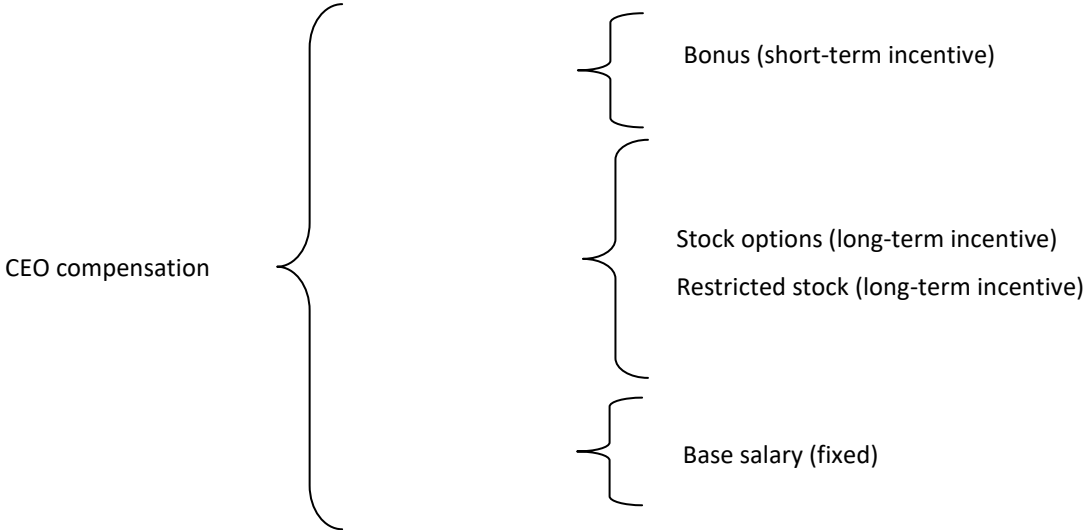 Bonus (short-term incentive)
CEO compensation
Stock options (long-term incentive)
Restricted stock (long-term incentive)
Base salary (fixed)